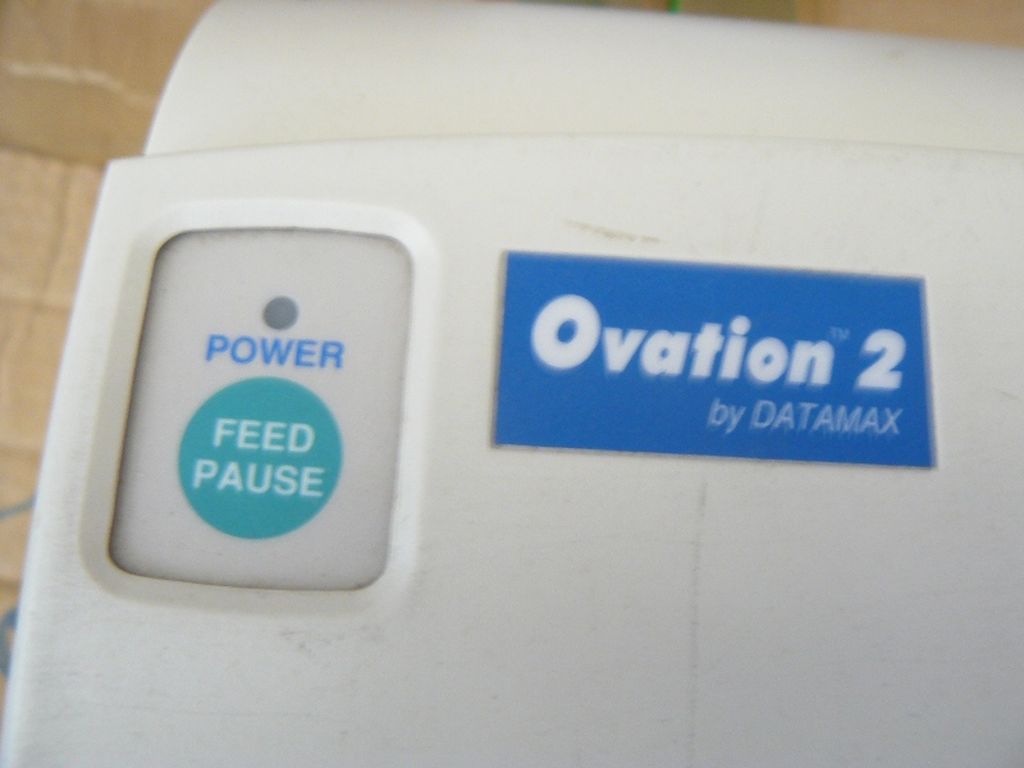 POWER
FEED
PAUSE
Ovation™ 2
by DATAMAX